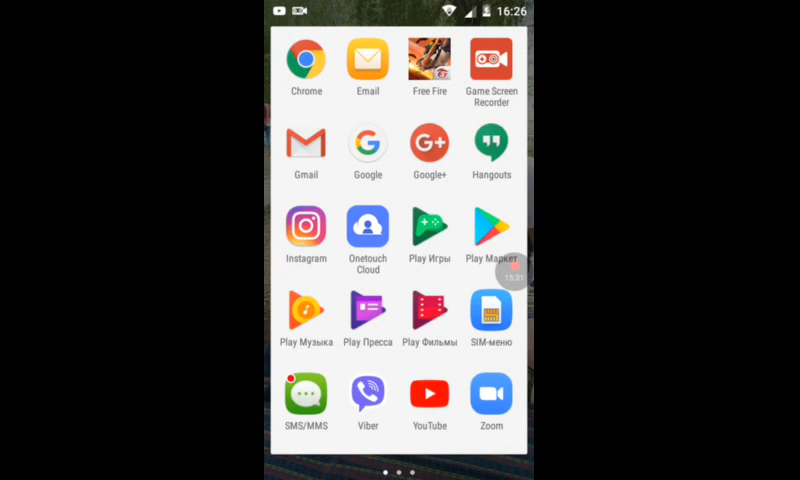 16:26
Chrome
Email
Free Fire
Game Screen
Recorder
Gmail
Google
G+
Google+
Hangouts
Instagram
Onetouch
Cloud
Play Игры
Play Маркет
15:31
Play Музыка
Play Пресса
Play Фильмы
SIM-меню
SMS/MMS
Viber
YouTube
Zoom